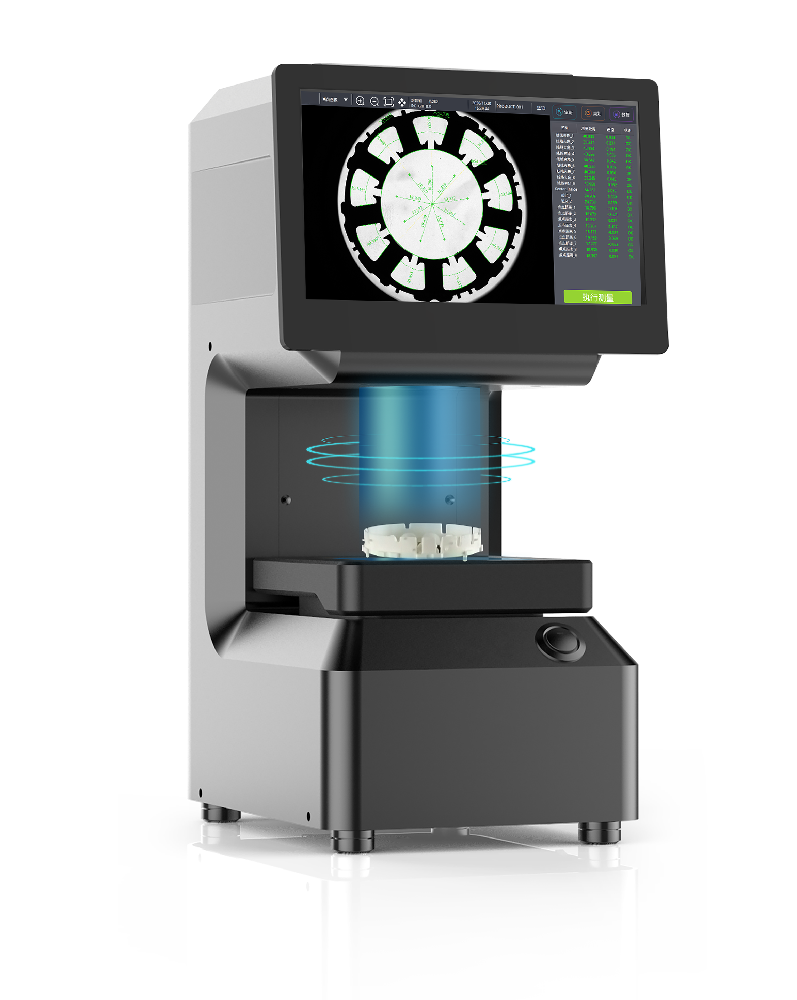 当前图像
X:3898 Y:282
R:0 G:0 B:0
2020/11/20
15:39:44
PRODUCT_001
选项
注册
规划
数据
24.739
40.833°
39.968°
39.237
54.262
39.345°
40.184°
18.387
18.796
18.879
18.930
19.332
17.277
19.207
19.439
18.173
40.390°
40.556
40.655°
38.542
名称 测量数据 差值 状态
线线夹角_1 40.833 0.033 OK
线线夹角_2 39.237 0.237 OK
线线夹角_3 40.184 0.184 OK
线线夹角_4 40.556 0.556 OK
线线夹角_5 38.542 0.042 OK
线线夹角_6 40.655 0.055 OK
线线夹角_7 40.390 0.090 OK
线线夹角_8 39.345 0.045 OK
线线夹角_9 39.968 -0.032 OK
Center_Inside 54.262 0.062 OK
弧径_1 24.909 0.009 OK
弧径_2 24.739 0.139 OK
点点距离_1 18.796 -0.104 OK
点点距离_2 18.879 -0.021 OK
点点距离_3 19.332 0.032 OK
点点距离_4 19.207 0.107 OK
点点距离_5 18.173 -0.027 OK
点点距离_6 19.439 0.039 OK
点点距离_7 17.277 -0.023 OK
点点距离_8 18.930 0.030 OK
点点距离_9 18.387 0.087 OK
执行测量